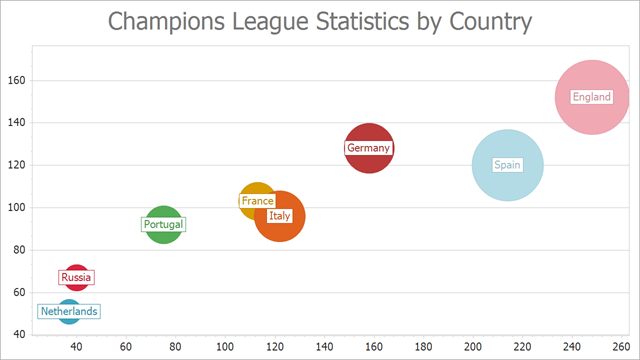 Champions League Statistics by Country
160
140
120
100
80
60
40
England
Spain
Germany
France
Italy
Portugal
Russia
Netherlands
40 60 80 100 120 140 160 180 200 220 240 260